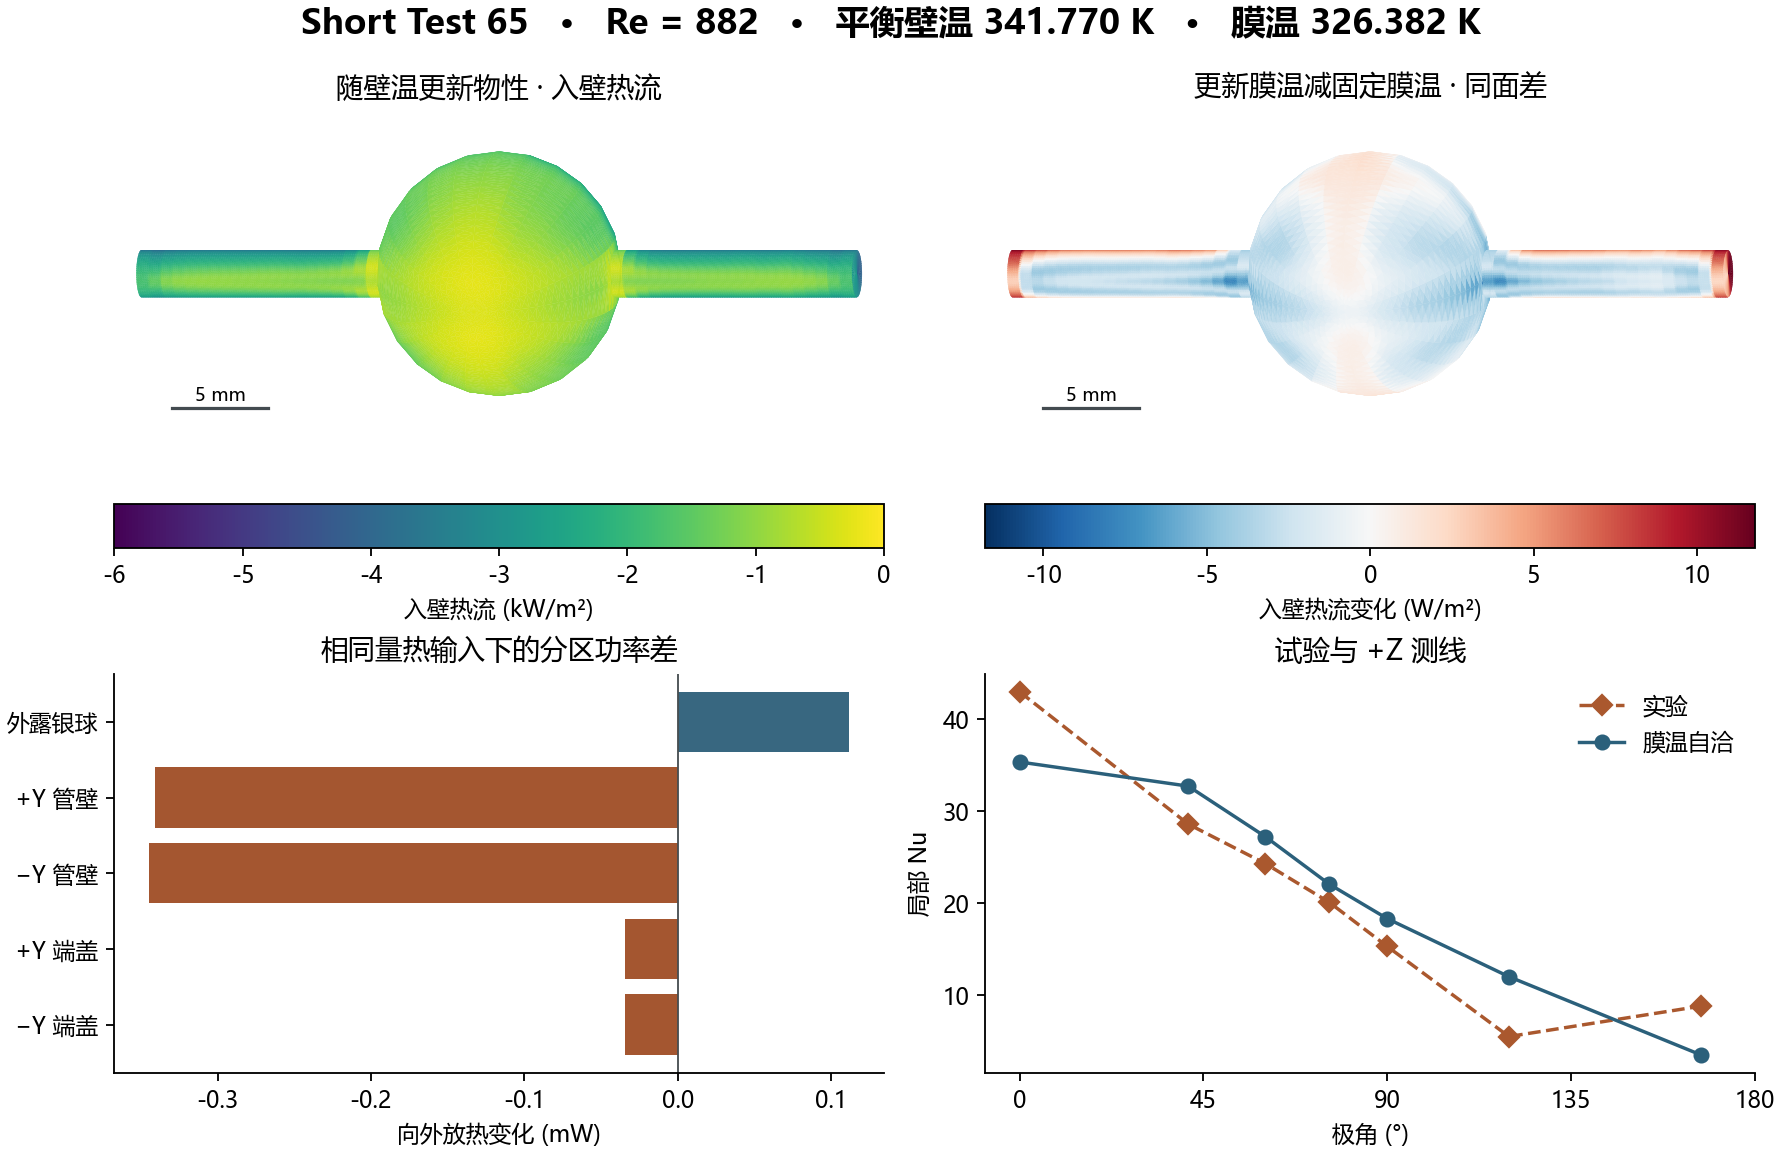 Short Test 65 • Re = 882 • 平衡壁温 341.770 K • 膜温 326.382 K
随壁温更新物性 · 入壁热流
更新膜温减固定膜温 · 同面差
5 mm
5 mm
-6 -5 -4 -3 -2 -1 0
入壁热流 (kW/m²)
-10 -5 0 5 10
入壁热流变化 (W/m²)
相同量热输入下的分区功率差
外露银球
+Y 管壁
−Y 管壁
+Y 端盖
−Y 端盖
-0.3 -0.2 -0.1 0.0 0.1
向外放热变化 (mW)
试验与 +Z 测线
实验
膜温自洽
40
30
20
10
局部 Nu
0 45 90 135 180
极角 (°)